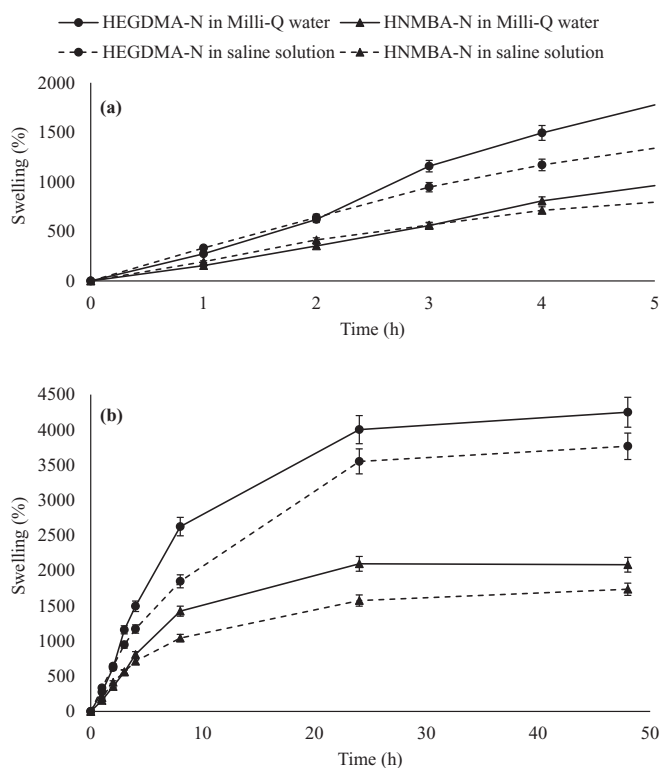 HEGDMA-N in Milli-Q water HNMBA-N in Milli-Q water
HEGDMA-N in saline solution HNMBA-N in saline solution
2000
(a)
1500
1000
500
0
Swelling (%)
0 1 2 3 4 5
Time (h)
4500
(b)
4000
3500
3000
2500
2000
1500
1000
500
0
Swelling (%)
0 10 20 30 40 50
Time (h)